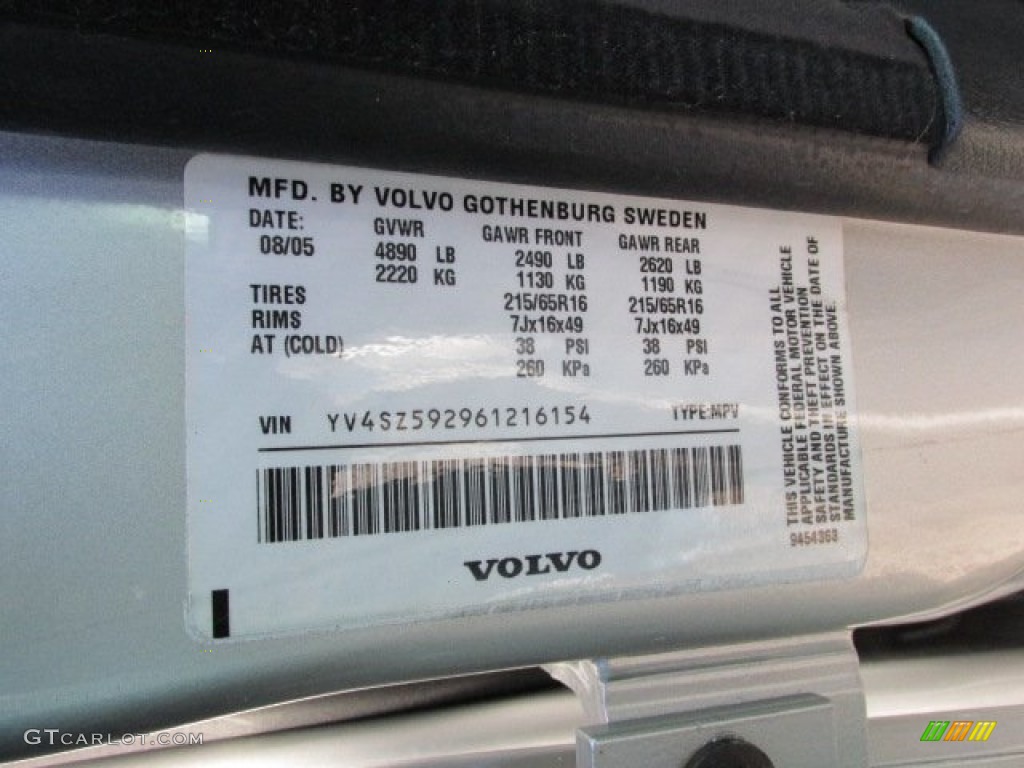 MFD. BY VOLVO GOTHENBURG SWEDEN
DATE: GVWR GAWR FRONT GAWR REAR
08/05 4890 LB 2490 LB 2620 LB
2220 KG 1130 KG 1190 KG
TIRES 215/65R16 215/65R16
RIMS 7Jx16x49 7Jx16x49
AT (COLD) 38 PSI 38 PSI
260 KPa 260 KPa
VIN YV4SZ592961216154 TYPE:MPV
VOLVO
THIS VEHICLE CONFORMS TO ALL
APPLICABLE FEDERAL MOTOR VEHICLE
SAFETY AND THEFT PREVENTION
STANDARDS IN EFFECT ON THE DATE OF
MANUFACTURE SHOWN ABOVE.
9454363
GTCARLOT.COM